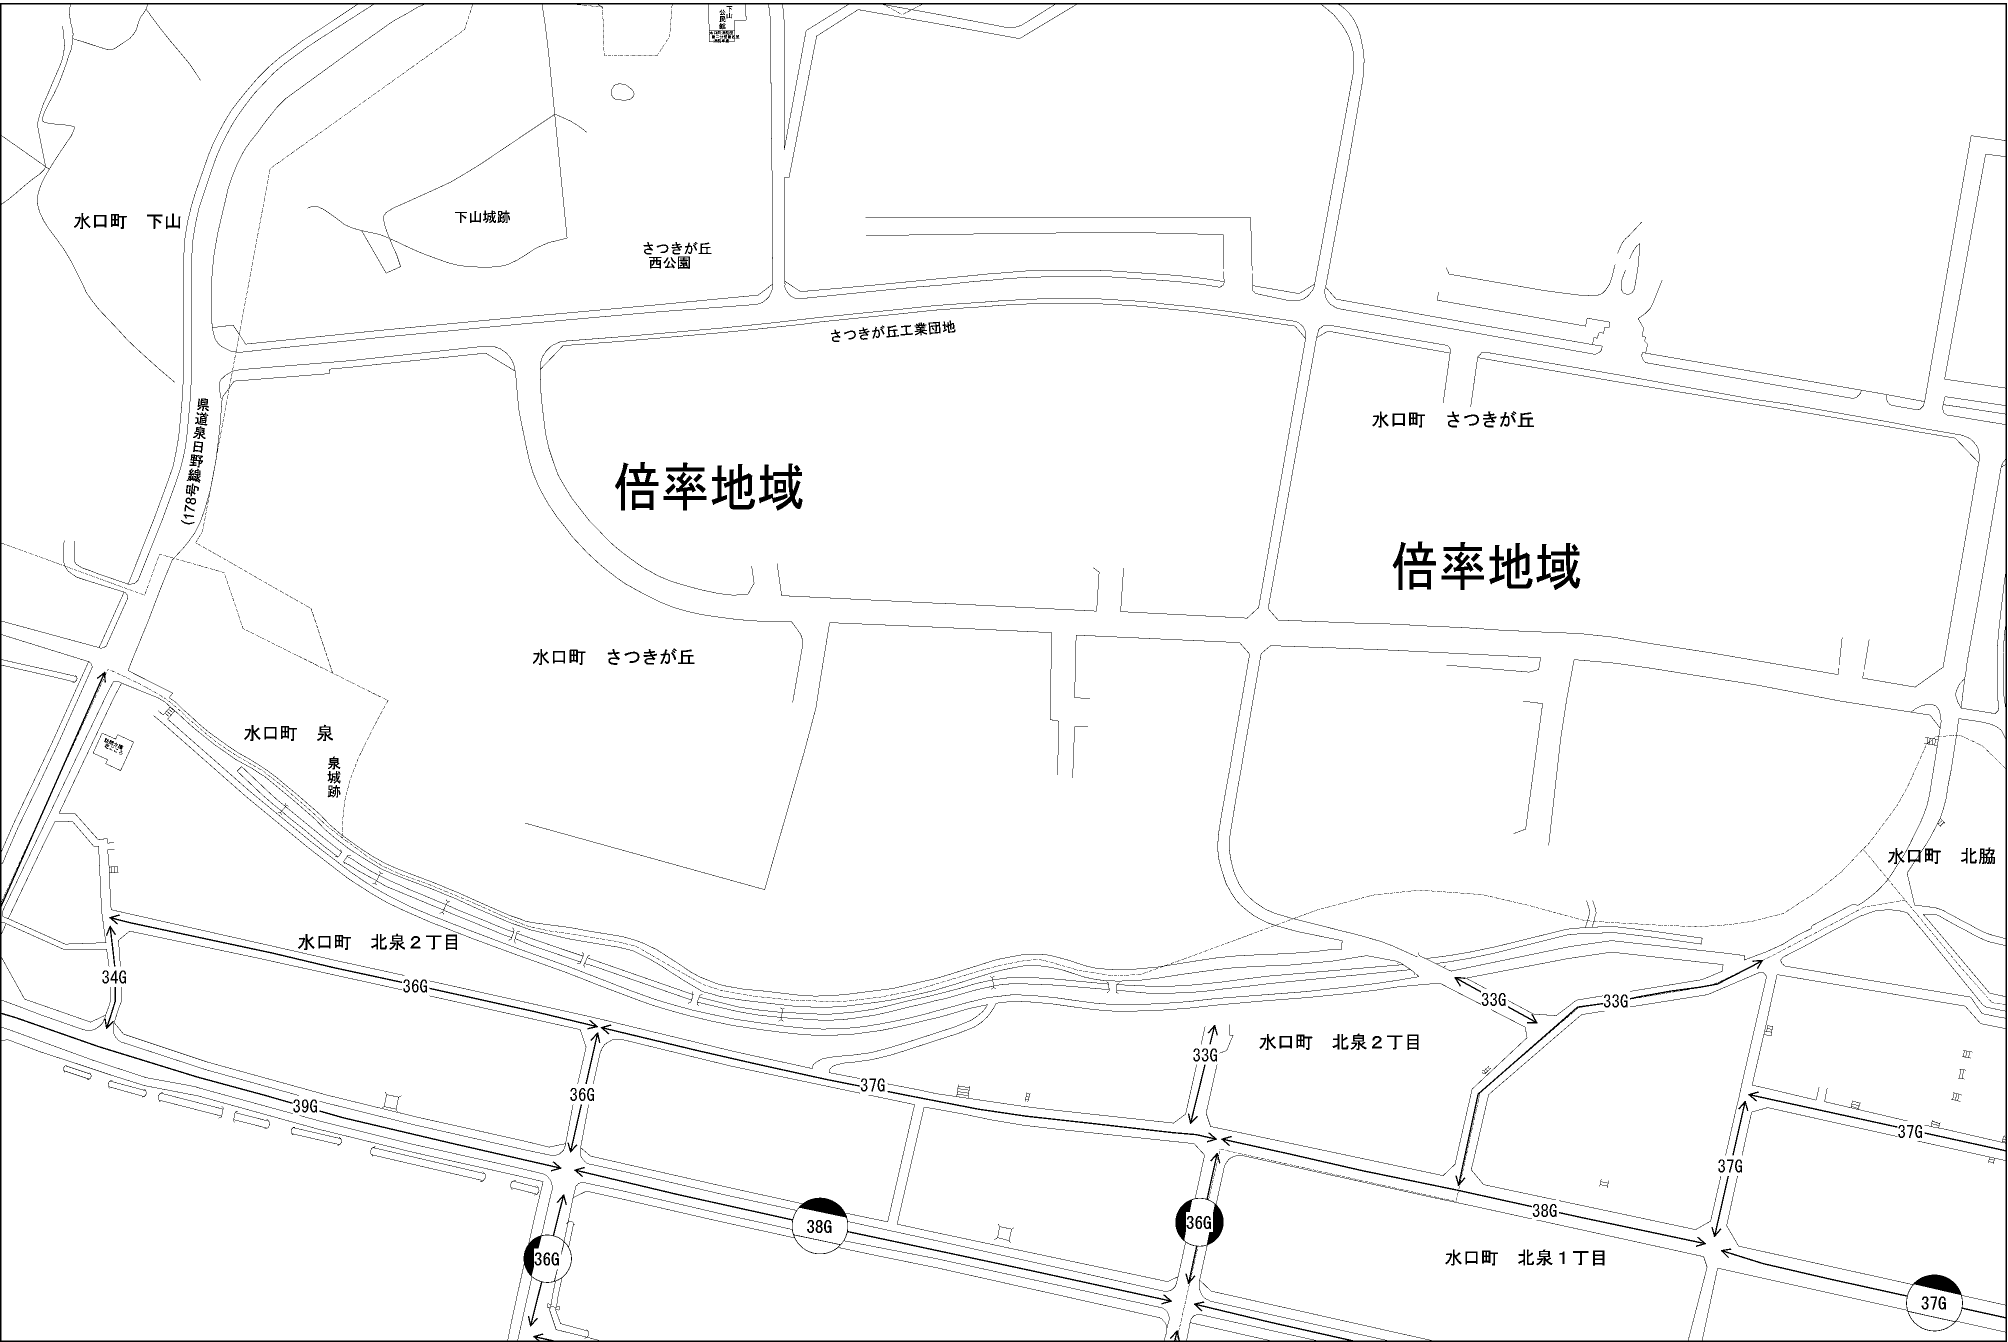 下山
公民館
水口町　下山
下山城跡
さつきが丘
西公園
さつきが丘工業団地
県道泉日野線
(178号
水口町　さつきが丘
倍率地域
倍率地域
水口町　さつきが丘
水口町　泉
泉城跡
水口町　北脇
水口町　北泉２丁目
34G
36G
33G
33G
水口町　北泉２丁目
33G
37G
36G
39G
37G
37G
38G
38G
36G
36G
水口町　北泉１丁目
37G